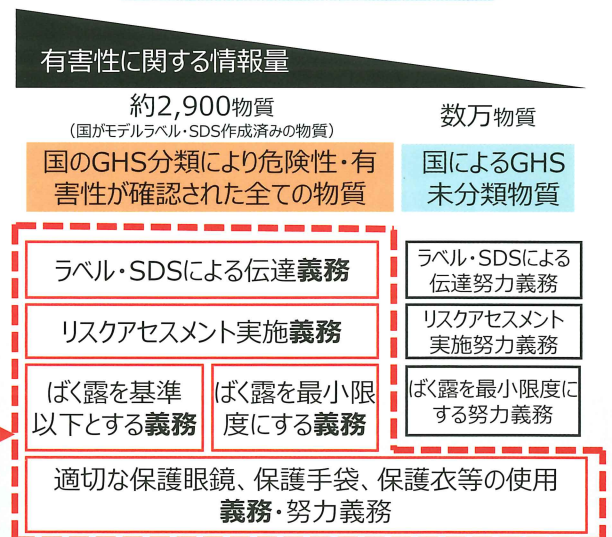 有害性に関する情報量
約2,900物質
（国がモデルラベル・SDS作成済みの物質）
数万物質
国のGHS分類により危険性・有
害性が確認された全ての物質
国によるGHS
未分類物質
ラベル・SDSによる伝達義務
ラベル・SDSによる
伝達努力義務
リスクアセスメント実施義務
リスクアセスメント
実施努力義務
ばく露を基準
以下とする義務
ばく露を最小限
度にする義務
ばく露を最小限度に
する努力義務
適切な保護眼鏡、保護手袋、保護衣等の使用
義務・努力義務